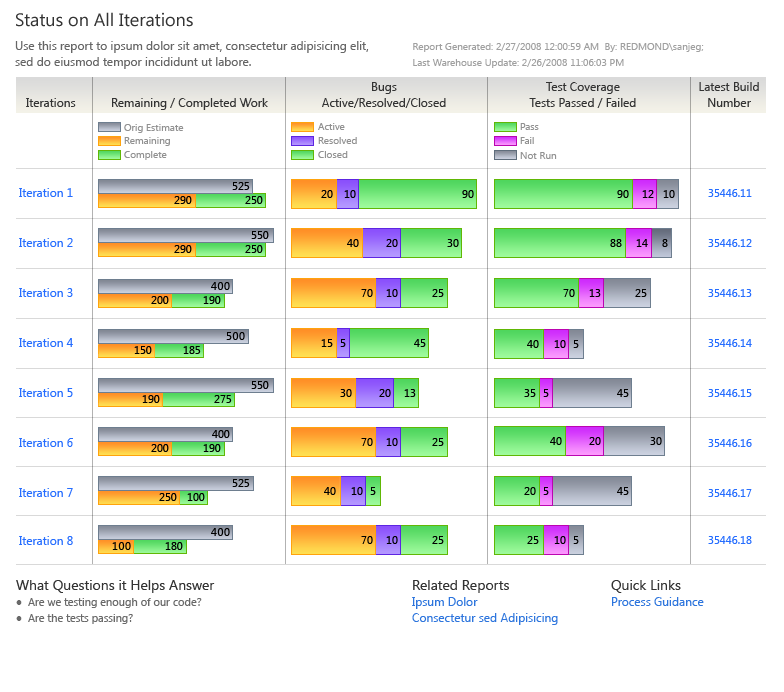 Status on All Iterations
Use this report to ipsum dolor sit amet, consectetur adipisicing elit,
sed do eiusmod tempor incididunt ut labore.
Report Generated: 2/27/2008 12:00:59 AM By: REDMOND\sanjeg;
Last Warehouse Update: 2/26/2008 11:06:03 PM
Iterations
Remaining / Completed Work
Bugs
Active/Resolved/Closed
Test Coverage
Tests Passed / Failed
Latest Build
Number
Orig Estimate
Remaining
Complete
Active
Resolved
Closed
Pass
Fail
Not Run
Iteration 1
525
290 250
20 10 90
90 12 10
35446.11
Iteration 2
550
290 250
40 20 30
88 14 8
35446.12
Iteration 3
400
200 190
70 10 25
70 13 25
35446.13
Iteration 4
500
150 185
15 5 45
40 10 5
35446.14
Iteration 5
550
190 275
30 20 13
35 5 45
35446.15
Iteration 6
400
200 190
70 10 25
40 20 30
35446.16
Iteration 7
525
250 100
40 10 5
20 5 45
35446.17
Iteration 8
400
100 180
70 10 25
25 10 5
35446.18
What Questions it Helps Answer
• Are we testing enough of our code?
• Are the tests passing?
Related Reports
Ipsum Dolor
Consectetur sed Adipisicing
Quick Links
Process Guidance